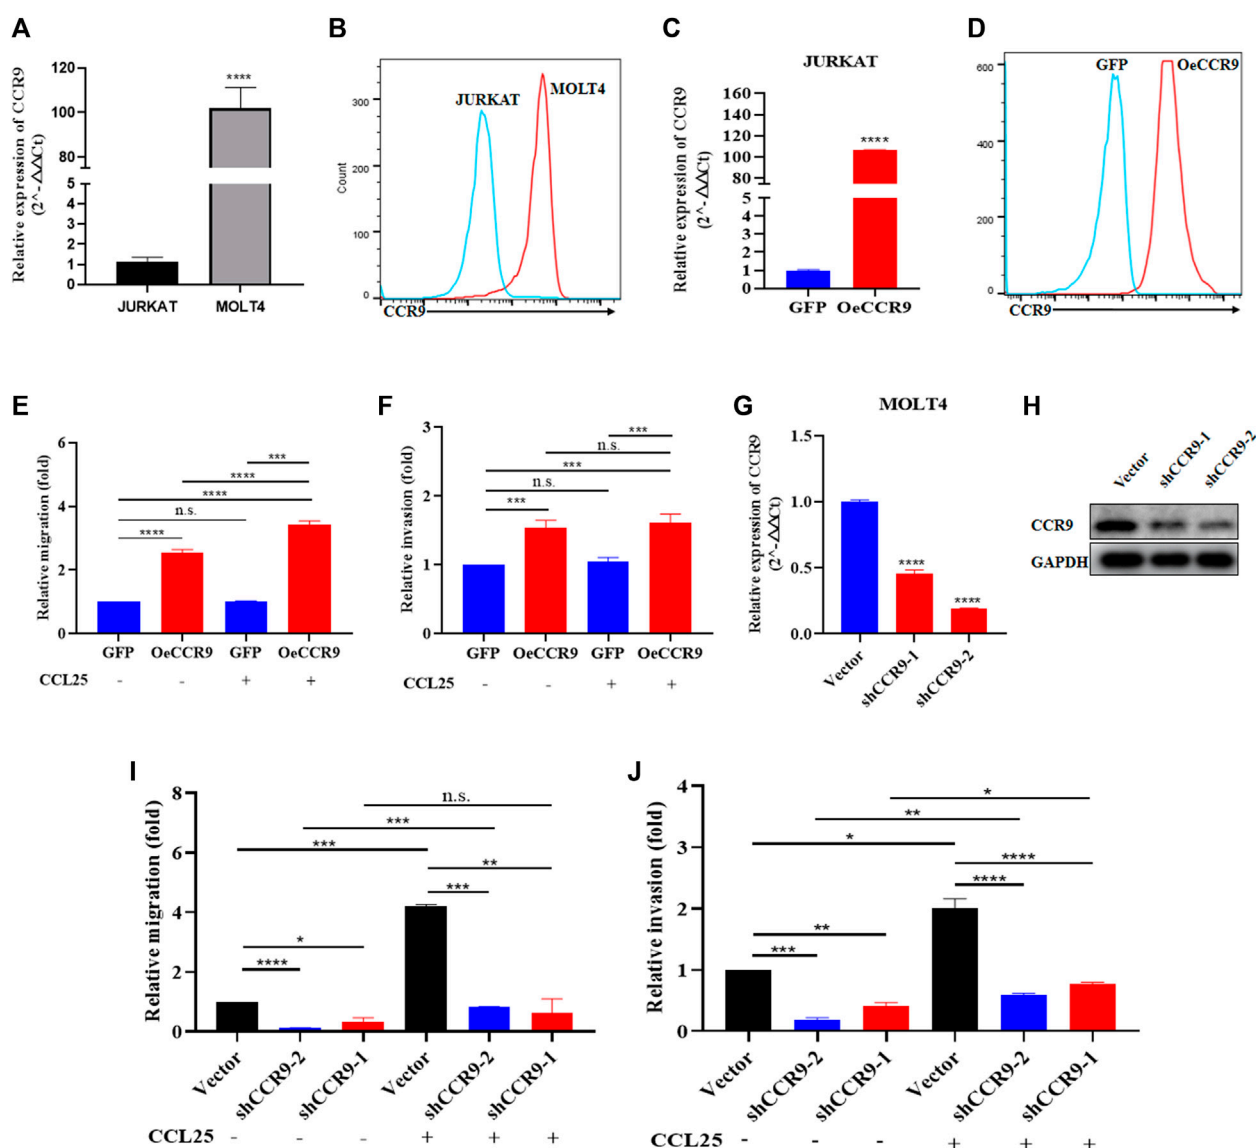 A
Relative expression of CCR9
(2^-ΔΔCt)
120
100
80
5
4
3
2
1
0
****
JURKAT
MOLT4
B
Count
300
200
100
0
JURKAT
MOLT4
CCR9
C
JURKAT
Relative expression of CCR9
(2^-ΔΔCt)
160
140
120
100
80
5
4
3
2
1
0
****
GFP OeCCR9
D
600
400
200
0
GFP
OeCCR9
CCR9
E
Relative migration (fold)
6
4
2
0
***
****
****
n.s.
****
GFP OeCCR9 GFP OeCCR9
CCL25 - - + +
F
Relative invasion (fold)
3
2
1
0
***
n.s.
***
n.s.
***
GFP OeCCR9 GFP OeCCR9
CCL25 - - + +
G
MOLT4
Relative expression of CCR9
(2^-ΔΔCt)
1.5
1.0
0.5
0.0
****
****
Vector
shCCR9-1
shCCR9-2
H
Vector
shCCR9-1
shCCR9-2
CCR9
GAPDH
I
Relative migration (fold)
8
6
4
2
0
n.s.
***
***
**
***
*
****
Vector
shCCR9-2
shCCR9-1
Vector
shCCR9-2
shCCR9-1
CCL25 - - - + + +
J
Relative invasion (fold)
4
3
2
1
0
*
**
*
****
****
**
***
Vector
shCCR9-2
shCCR9-1
Vector
shCCR9-2
shCCR9-1
CCL25 - - - + + +